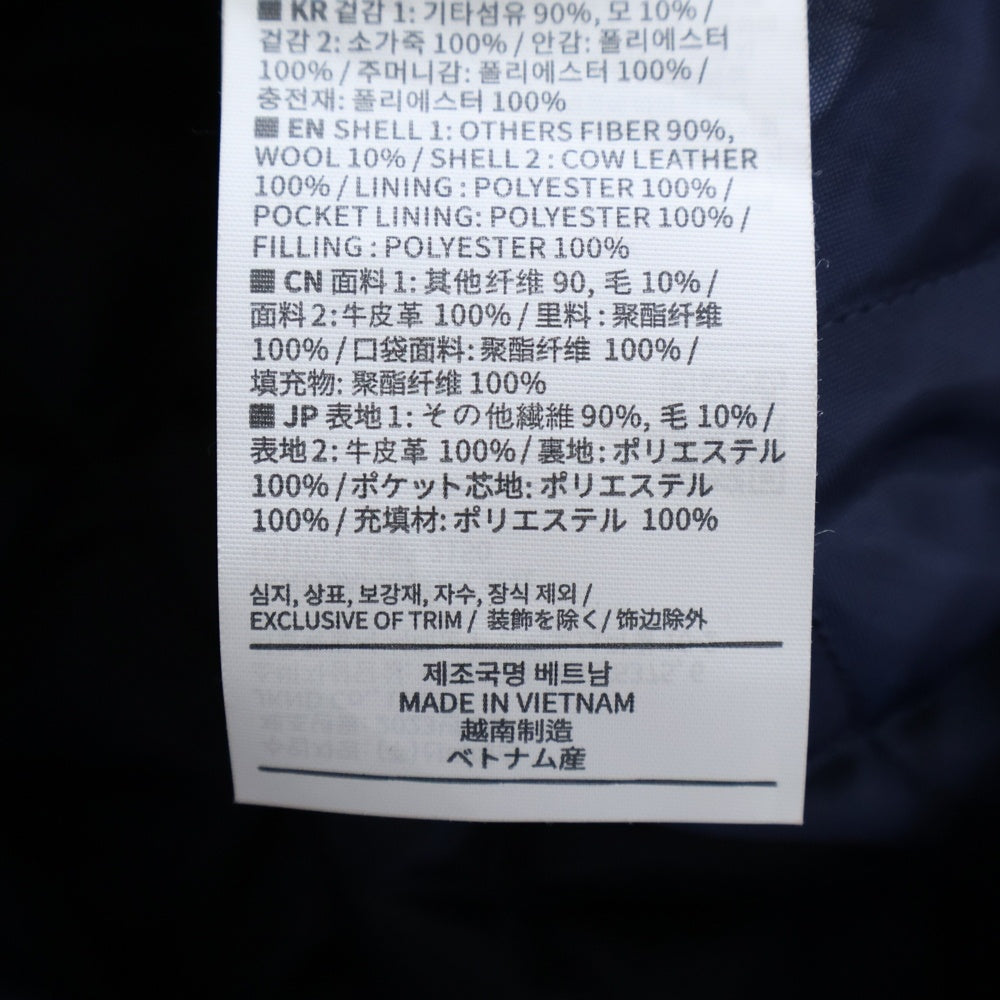 ▦ KR 겉감 1: 기타섬유 90%, 모 10% /
겉감 2: 소가죽 100% / 안감: 폴리에스터
100% / 주머니감: 폴리에스터 100% /
충전재: 폴리에스터 100%
▦ EN SHELL 1: OTHERS FIBER 90%,
WOOL 10% / SHELL 2 : COW LEATHER
100% / LINING : POLYESTER 100% /
POCKET LINING: POLYESTER 100% /
FILLING : POLYESTER 100%
▦ CN 面料 1: 其他纤维 90, 毛 10% /
面料 2: 牛皮革 100% / 里料 : 聚酯纤维
100% / 口袋面料: 聚酯纤维 100% /
填充物: 聚酯纤维 100%
▦ JP 表地 1: その他繊維 90%, 毛 10% /
表地 2: 牛皮革 100% / 裏地: ポリエステル
100% / ポケット芯地: ポリエステル
100% / 充填材: ポリエステル 100%
심지, 상표, 보강재, 자수, 장식 제외 /
EXCLUSIVE OF TRIM / 装飾を除く / 饰边除外
제조국명 베트남
MADE IN VIETNAM
越南制造
ベトナム産